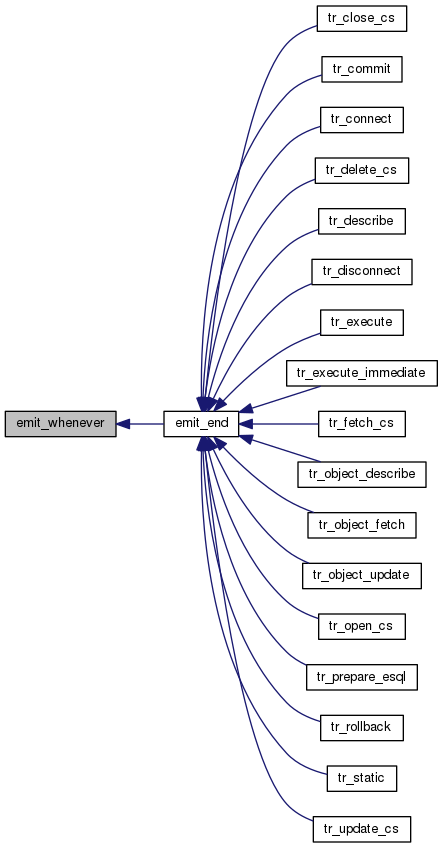 tr_close_cs
tr_commit
tr_connect
tr_delete_cs
tr_describe
tr_disconnect
tr_execute
tr_execute_immediate
emit_whenever
emit_end
tr_fetch_cs
tr_object_describe
tr_object_fetch
tr_object_update
tr_open_cs
tr_prepare_esql
tr_rollback
tr_static
tr_update_cs